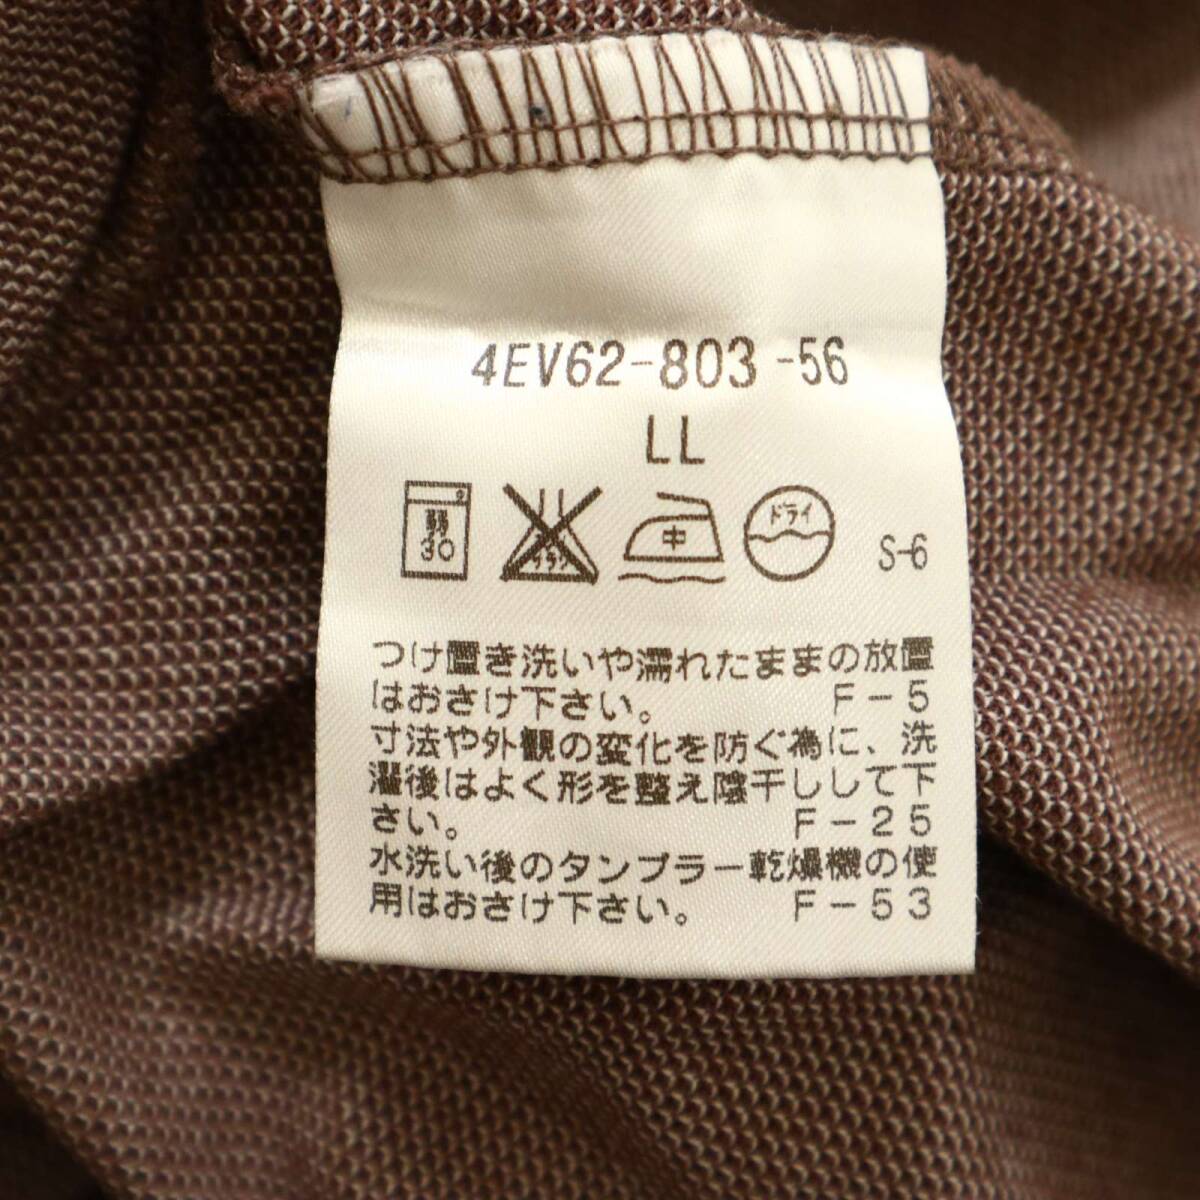 4EV62-803-56
LL
弱
30
中
ドライ
S-6
つけ置き洗いや濡れたままの放置
はおさけ下さい。 F-5
寸法や外観の変化を防ぐ為に、洗
濯後はよく形を整え陰干しして下
さい。 F-25
水洗い後のタンブラー乾燥機の使
用はおさけ下さい。 F-53